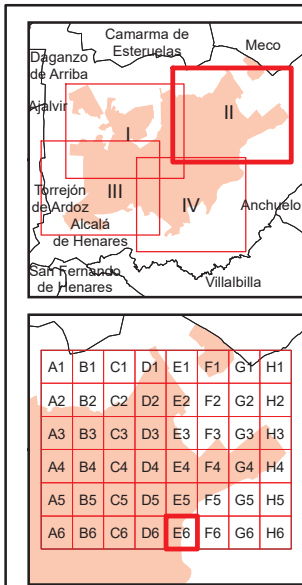 Camarma de
Esteruelas
Meco
Daganzo
de Arriba
Ajalvir
I
II
Torrejón
de Ardoz
III
IV
Anchuelo
Alcalá
de Henares
San Fernando
de Henares
Villalbilla
A1 B1 C1 D1 E1 F1 G1 H1
A2 B2 C2 D2 E2 F2 G2 H2
A3 B3 C3 D3 E3 F3 G3 H3
A4 B4 C4 D4 E4 F4 G4 H4
A5 B5 C5 D5 E5 F5 G5 H5
A6 B6 C6 D6 E6 F6 G6 H6